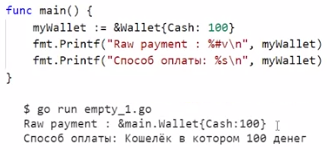 func main() {
    myWallet := &Wallet{Cash: 100}
    fmt.Printf("Raw payment : %#v\n", myWallet)
    fmt.Printf("Способ оплаты: %s\n", myWallet)
}
$ go run empty_1.go
Raw payment : &main.Wallet{Cash:100}
Способ оплаты: Кошелёк в котором 100 денег